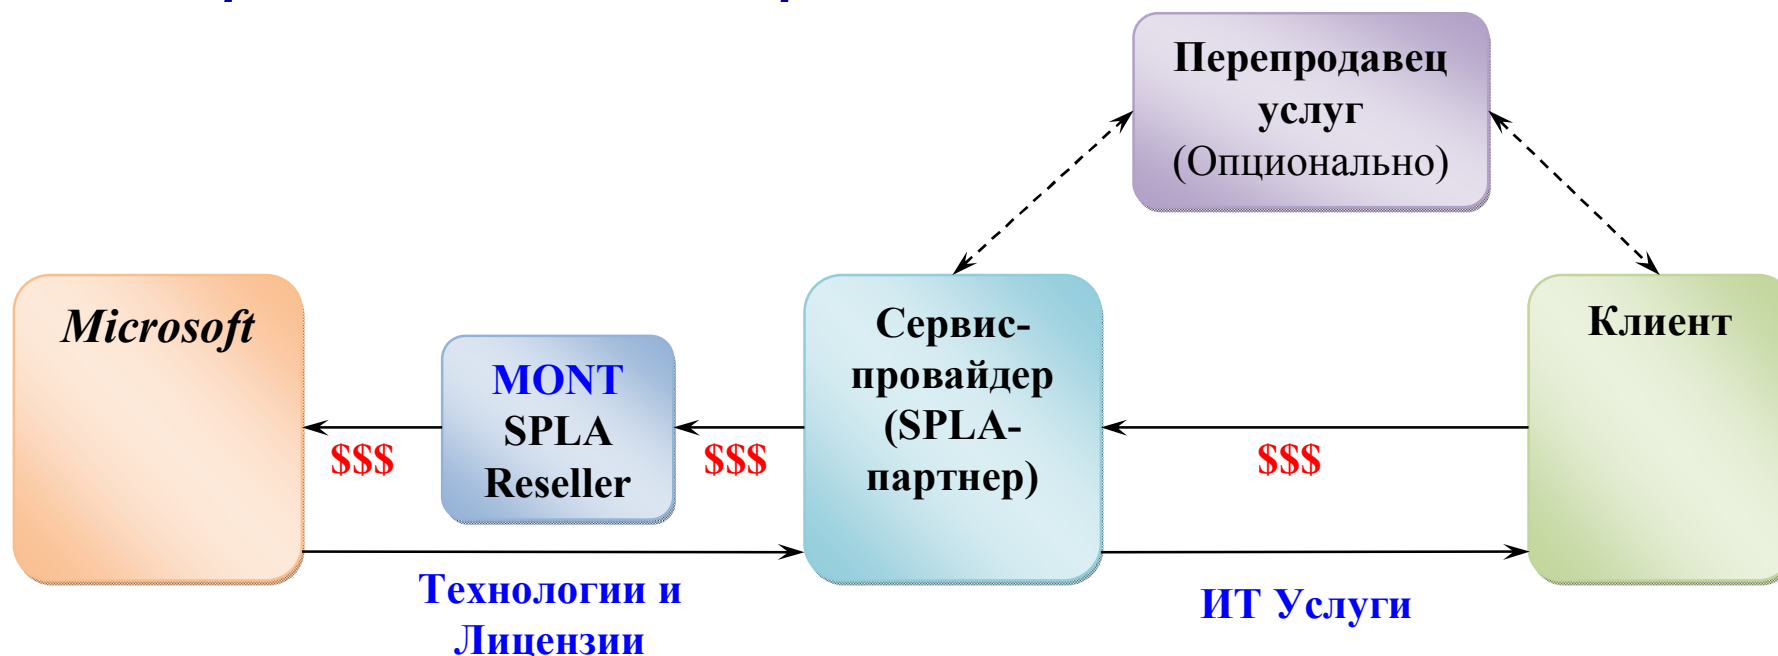 Перепродавец
услуг
(Опционально)
Microsoft
MONT
SPLA
Reseller
Сервис-
провайдер
(SPLA-
партнер)
Клиент
$$$
$$$
$$$
Технологии и
Лицензии
ИТ Услуги